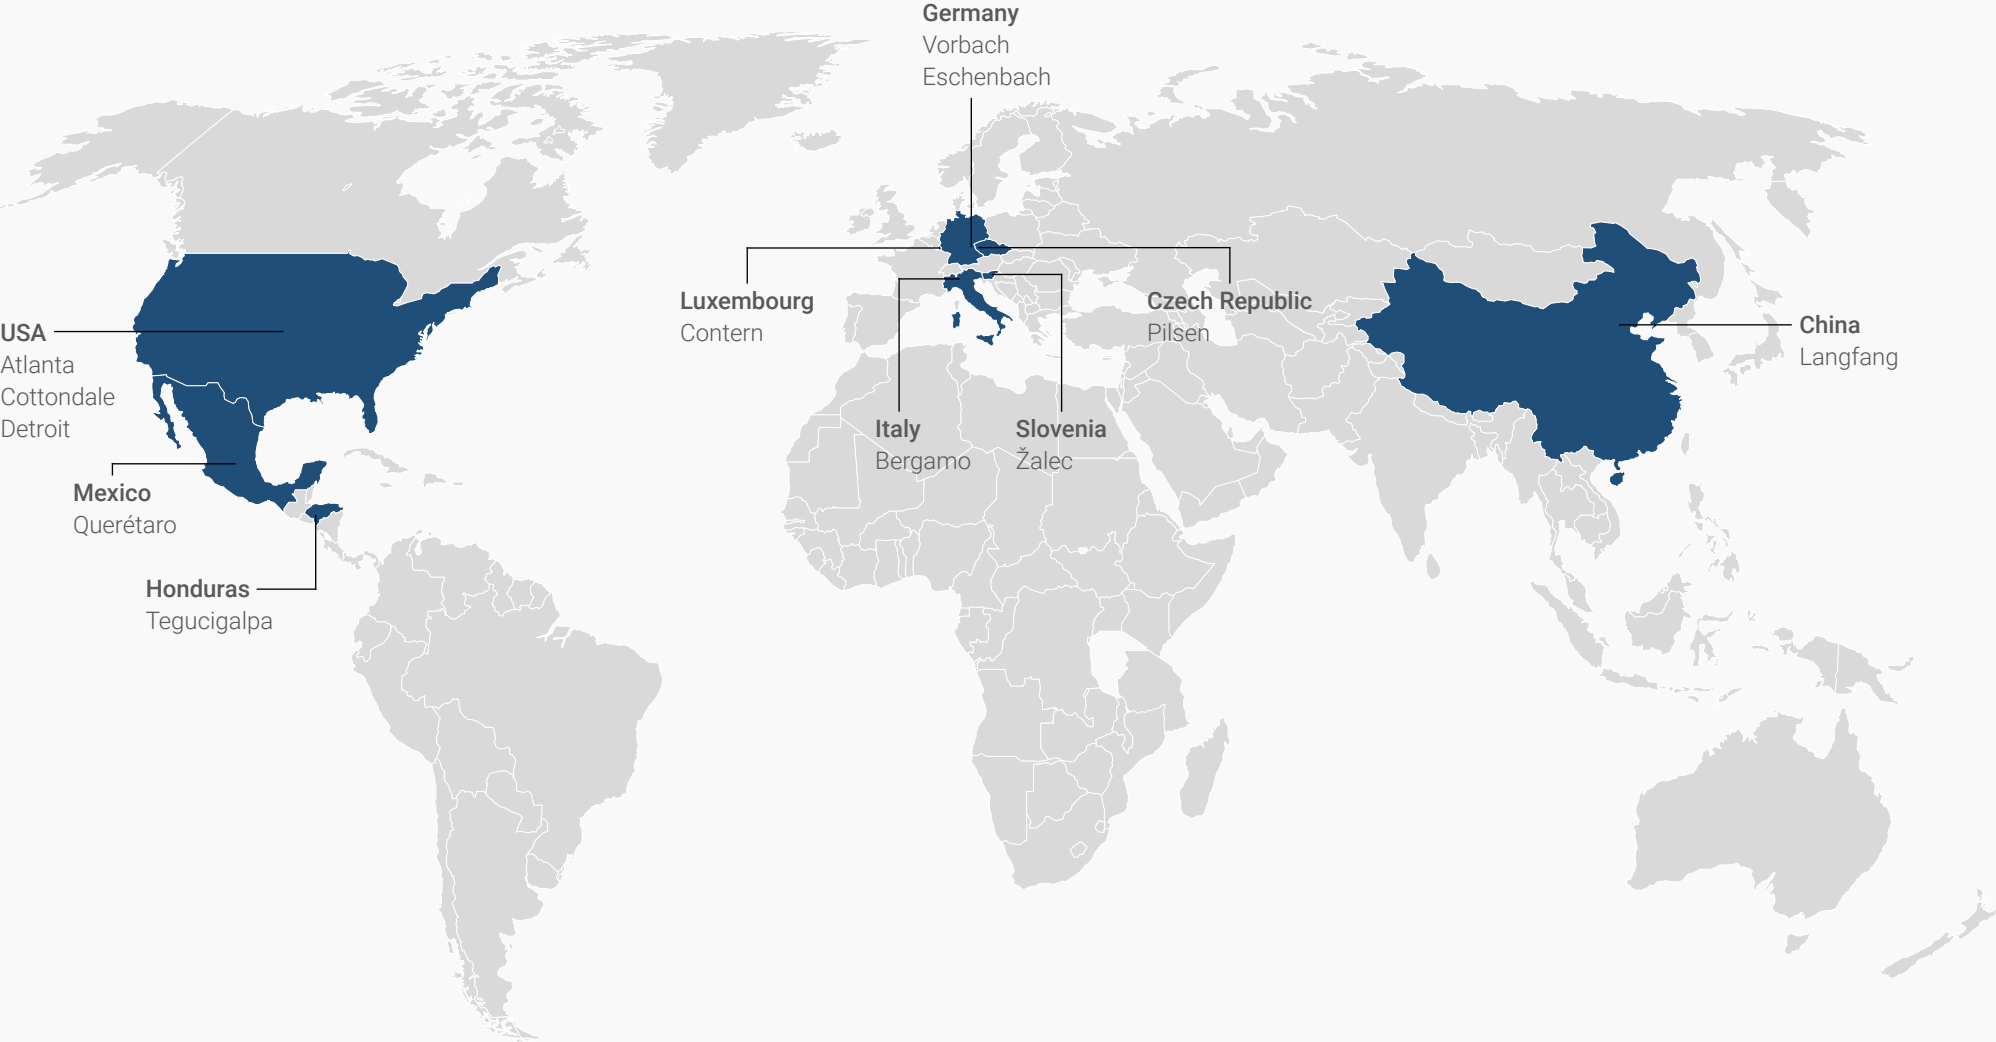 Germany
Vorbach
Eschenbach
Luxembourg
Contern
Czech Republic
Pilsen
USA
Atlanta
Cottondale
Detroit
China
Langfang
Italy
Bergamo
Slovenia
Žalec
Mexico
Querétaro
Honduras
Tegucigalpa